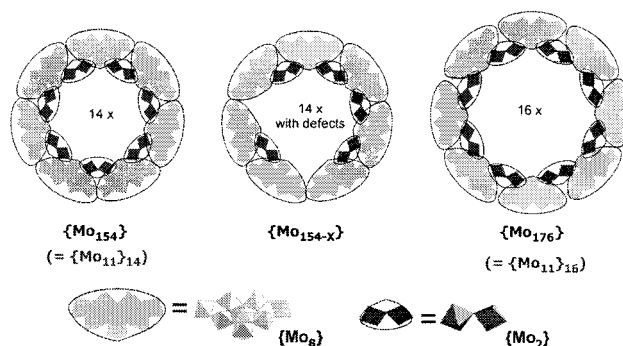 14 x
14 x
with defects
16 x
{Mo154}
{Mo154-X}
{Mo176}
(= {Mo11}14)
(= {Mo11}16)
=
{Mo8}
=
{Mo2}